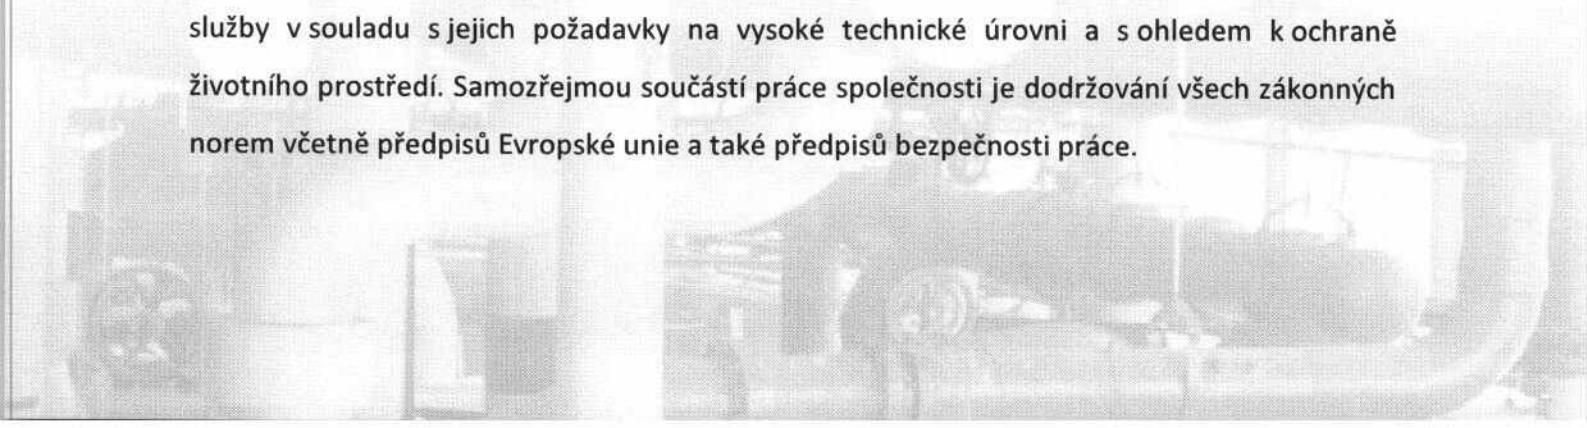 služby v souladu s jejich požadavky na vysoké technické úrovni a s ohledem k ochraně
životního prostředí. Samozřejmou součástí práce společnosti je dodržování všech zákonných
norem včetně předpisů Evropské unie a také předpisů bezpečnosti práce.